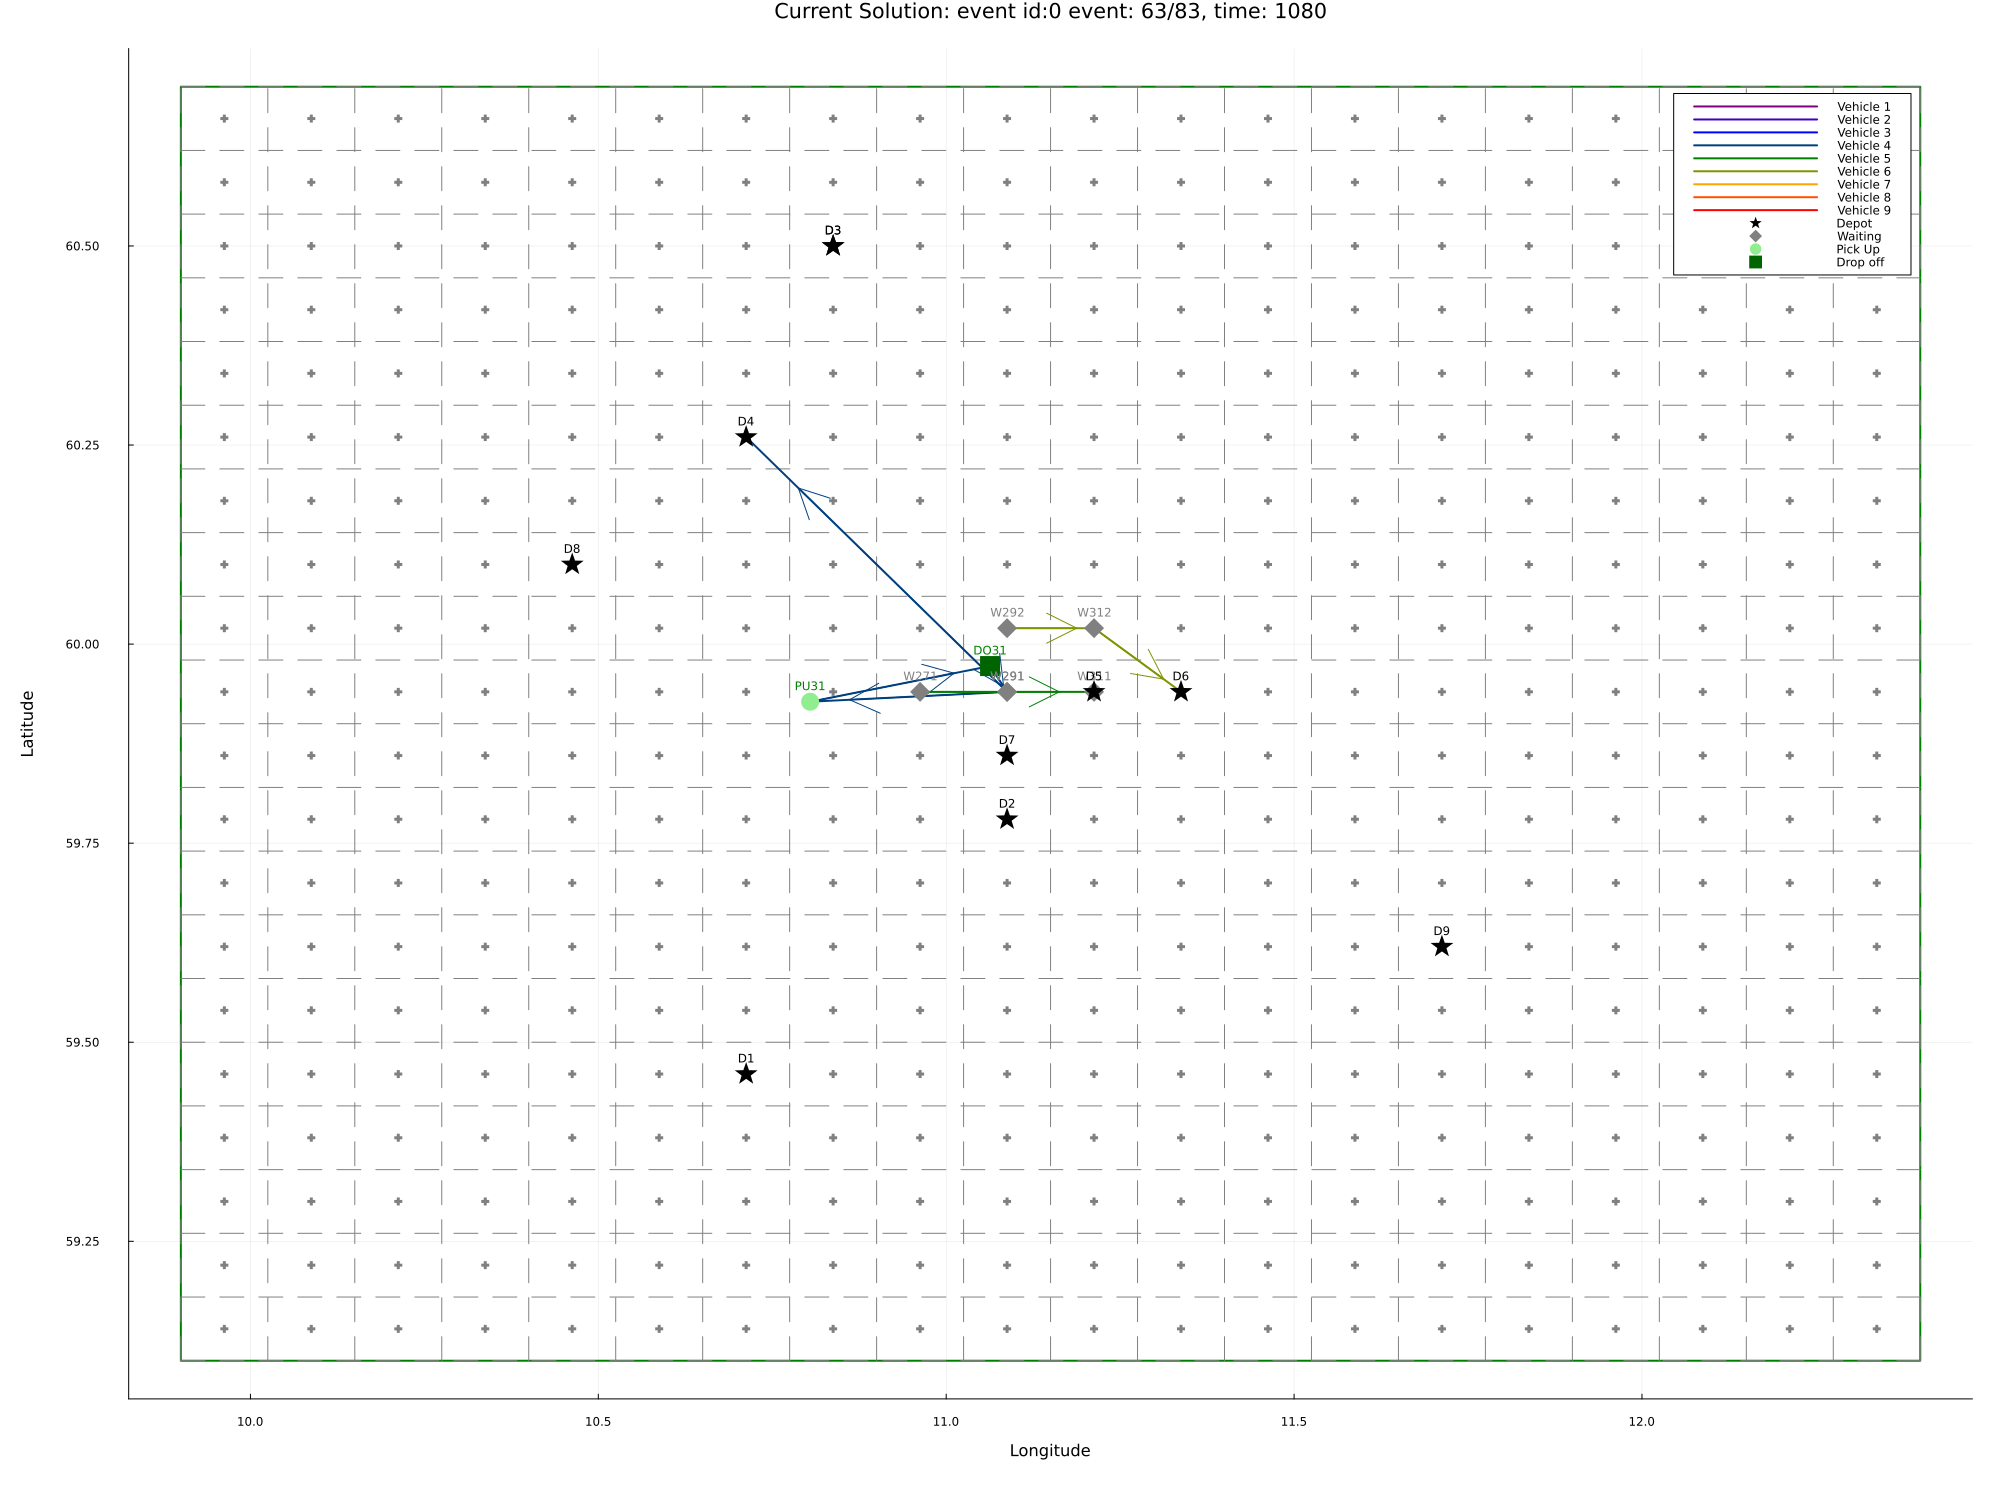 Current Solution: event id:0 event: 63/83, time: 1080
Vehicle 1
Vehicle 2
Vehicle 3
Vehicle 4
Vehicle 5
Vehicle 6
Vehicle 7
Vehicle 8
Vehicle 9
Depot
Waiting
Pick Up
Drop off
D3
60.50
D4
60.25
D8
W292 W312
60.00
DO31
W271 W291 D5 D6
PU31
D7
D2
59.75
D9
D1
59.50
59.25
10.0 10.5 11.0 11.5 12.0
Longitude
Latitude